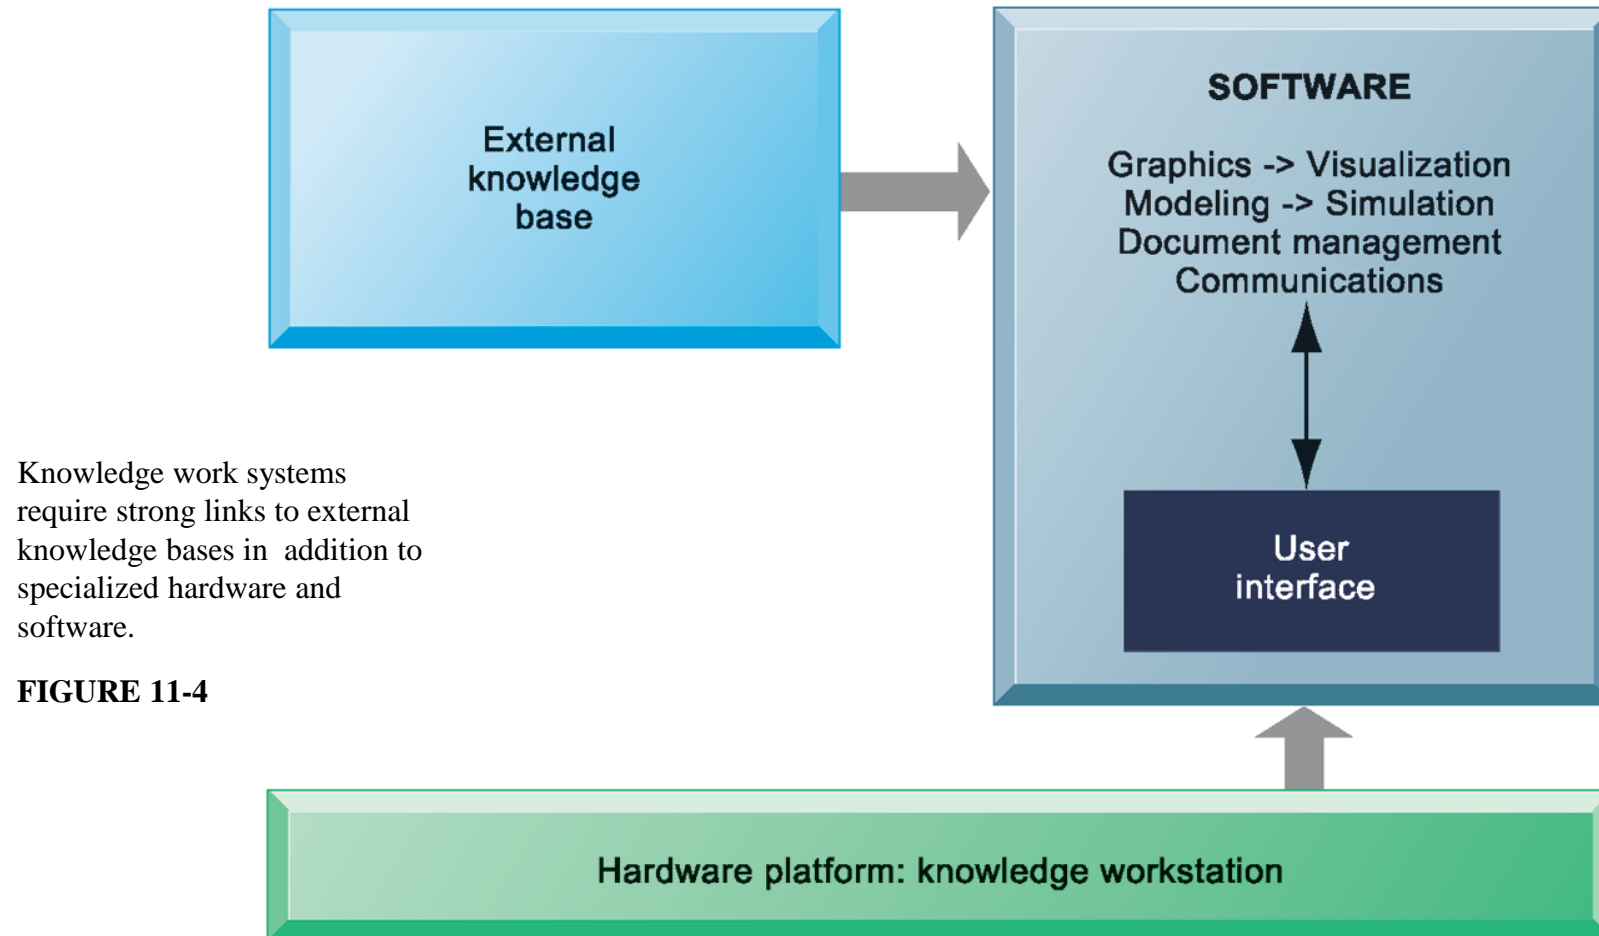 External
knowledge
base
SOFTWARE
Graphics -> Visualization
Modeling -> Simulation
Document management
Communications
User
interface
Knowledge work systems
require strong links to external
knowledge bases in  addition to
specialized hardware and
software.
FIGURE 11-4
Hardware platform: knowledge workstation